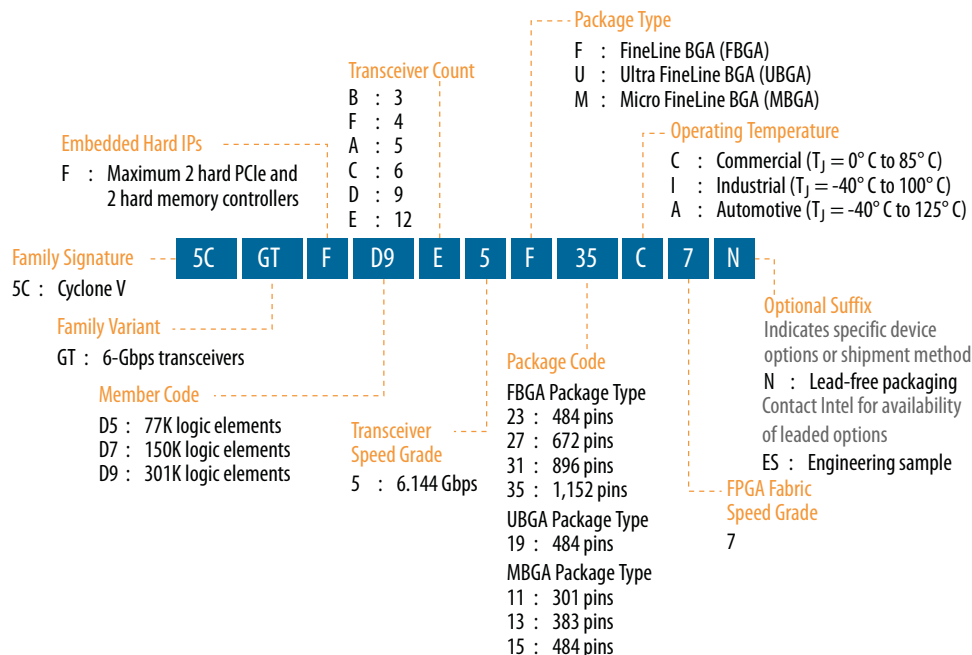 Package Type
F : FineLine BGA (FBGA)
U : Ultra FineLine BGA (UBGA)
M : Micro FineLine BGA (MBGA)
Transceiver Count
B : 3
F : 4
A : 5
C : 6
D : 9
E : 12
Embedded Hard IPs
F : Maximum 2 hard PCIe and
2 hard memory controllers
Operating Temperature
C : Commercial (TJ = 0° C to 85° C)
I : Industrial (TJ = -40° C to 100° C)
A : Automotive (TJ = -40° C to 125° C)
5C GT F D9 E 5 F 35 C 7 N
Family Signature
5C : Cyclone V
Family Variant
GT : 6-Gbps transceivers
Member Code
D5 : 77K logic elements
D7 : 150K logic elements
D9 : 301K logic elements
Transceiver
Speed Grade
5 : 6.144 Gbps
Package Code
FBGA Package Type
23 : 484 pins
27 : 672 pins
31 : 896 pins
35 : 1,152 pins
UBGA Package Type
19 : 484 pins
MBGA Package Type
11 : 301 pins
13 : 383 pins
15 : 484 pins
Optional Suffix
Indicates specific device
options or shipment method
N : Lead-free packaging
Contact Intel for availability
of leaded options
ES : Engineering sample
FPGA Fabric
Speed Grade
7